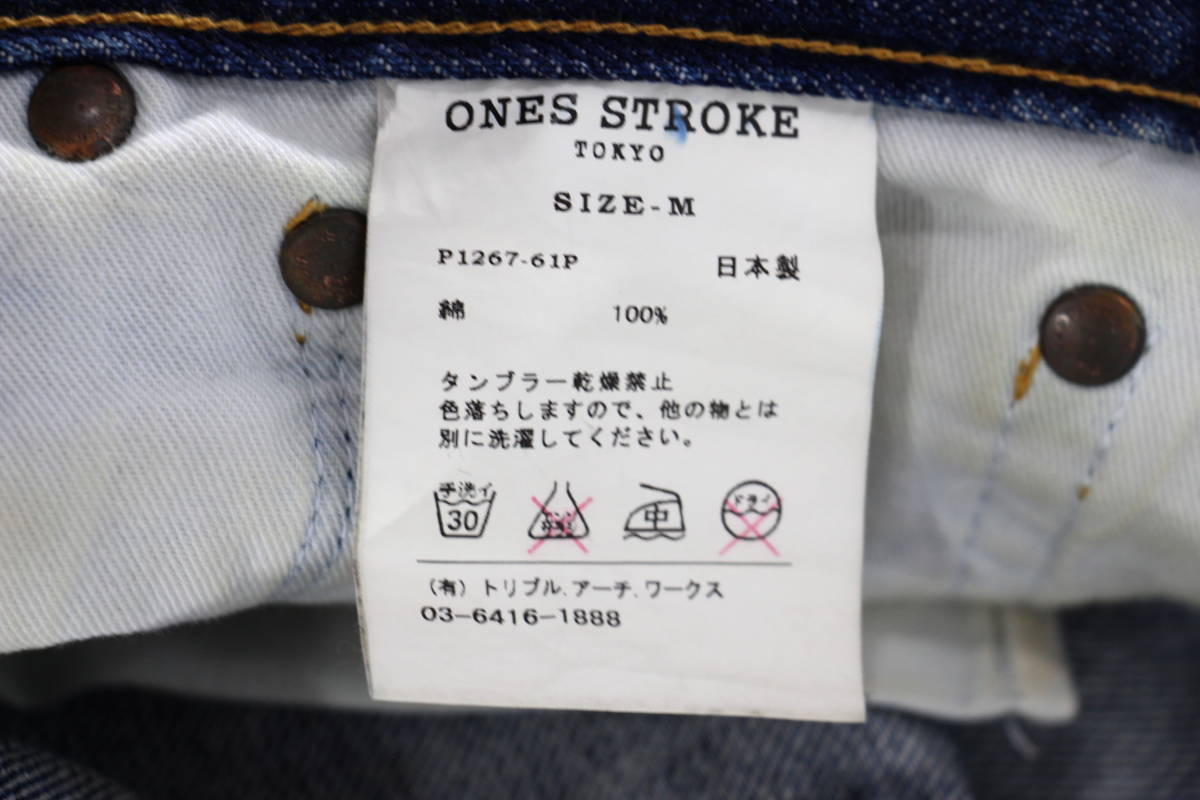 ONES STROKE
TOKYO
SIZE-M
P1267-61P 日本製
綿 100%
タンブラー乾燥禁止
色落ちしますので、他の物とは
別に洗濯してください。
手洗イ 30 エンソ 中 ドライ
(有)トリプル.アーチ.ワークス
03-6416-1888